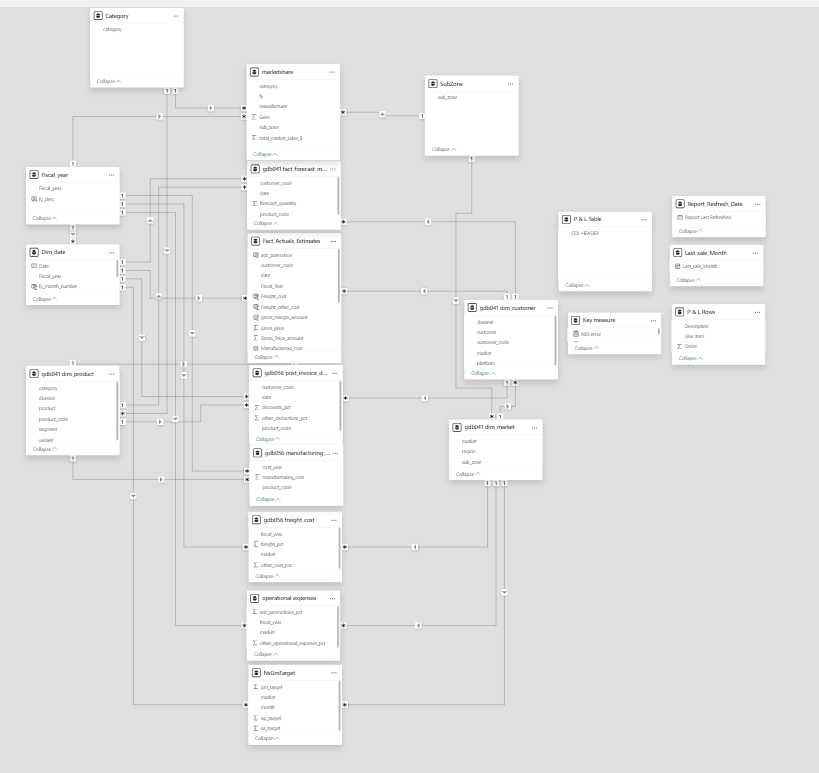 Category
category
Collapse
marketshare
category
fy
manufacturer
Sales
sub_zone
total_market_sales_$
Collapse
SubZone
sub_zone
Collapse
Fiscal_year
Fiscal_year
fy_desc
Collapse
gdb041 fact_forecast_m...
customer_code
date
forecast_quantity
product_code
Collapse
Dim_date
Date
Fiscal_year
fy_month_number
Collapse
Fact_Actuals_Estimates
ads_promotion
customer_code
date
Fiscal_Year
Freight_cost
Freight_other_cost
gross_margin_amount
gross_price
Gross_Price_amount
Manufacturing_cost
Collapse
P & L Table
COL HEADER
Collapse
Report_Rsefresh_Date
Report Last Refreshed
Collapse
Last_sale_Month
Last_sale_Month
Collapse
gdb041 dim_customer
channel
customer
customer_code
market
platform
Collapse
Key measure
ABS error
Collapse
P & L Rows
Description
Line Item
Order
Collapse
gdb041 dim_product
category
division
product
product_code
segment
variant
Collapse
gdb056 post_invoice_d...
customer_code
date
discounts_pct
other_deductions_pct
product_code
Collapse
gdb041 dim_market
market
region
sub_zone
Collapse
gdb056 manufacturing_...
cost_year
manufacturing_cost
product_code
Collapse
gdb056 freight_cost
fiscal_year
freight_pct
market
other_cost_pct
Collapse
operational expenses
ads_promotions_pct
fiscal_year
market
other_operational_expenses_pct
Collapse
NsGmTarget
gm_target
market
month
np_target
ns_target
Collapse